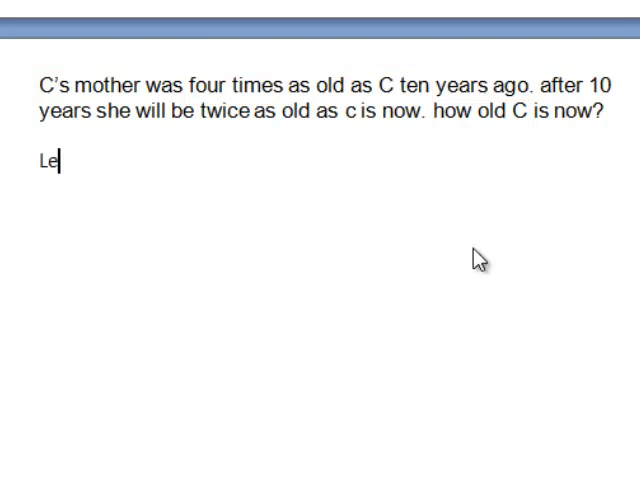 C’s mother was four times as old as C ten years ago. after 10
years she will be twice as old as c is now. how old C is now?
Le